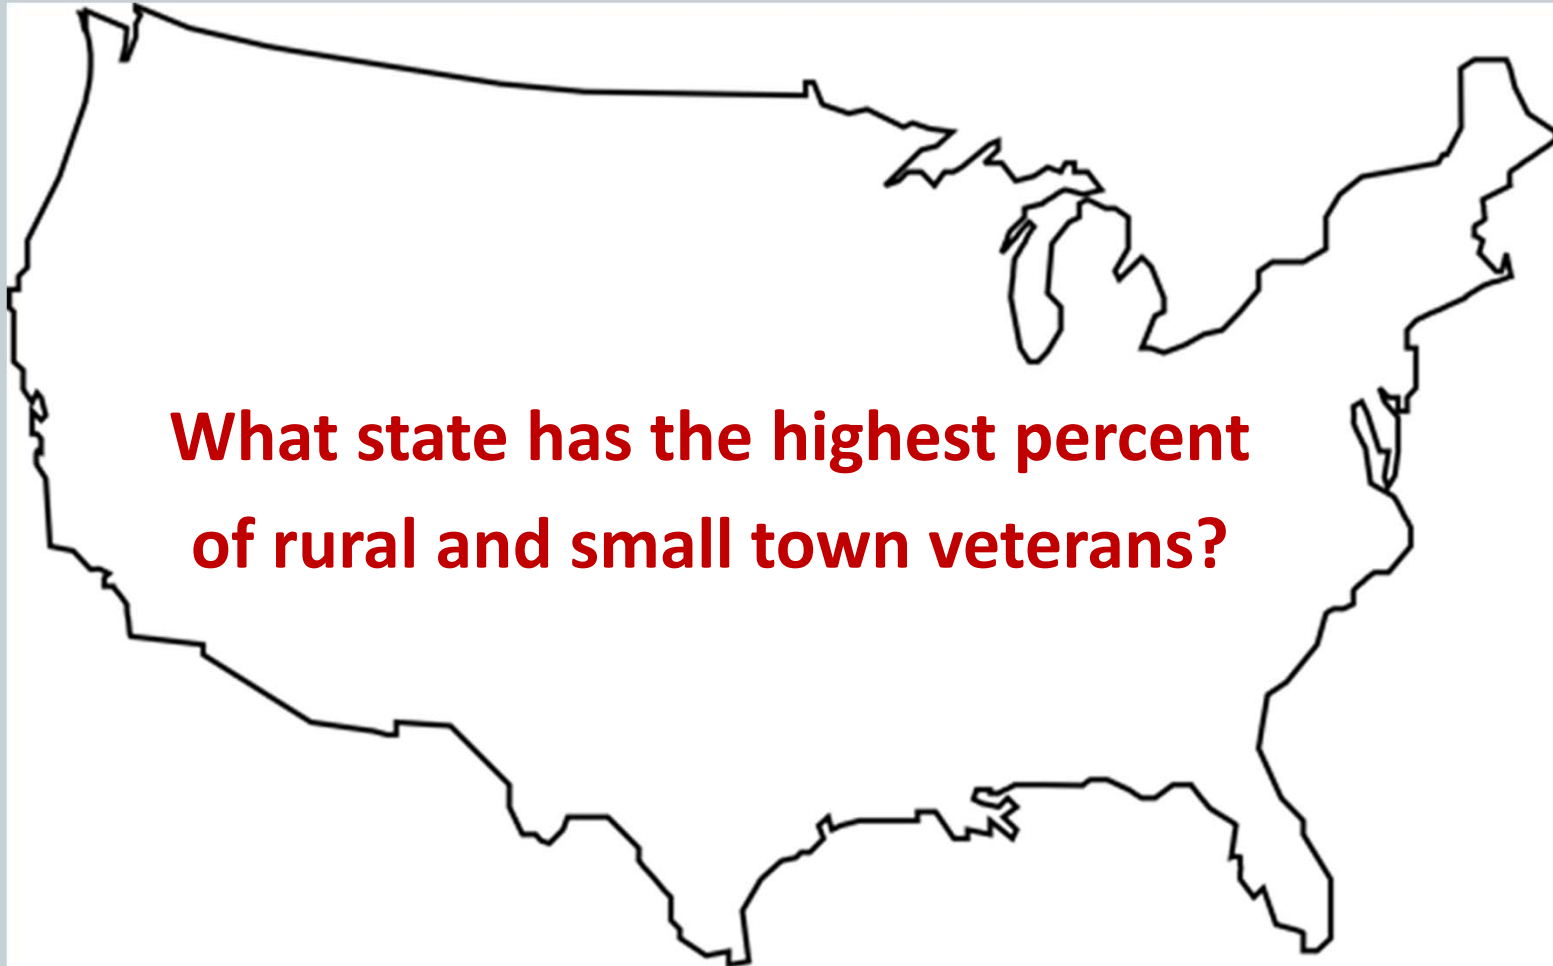 What state has the highest percent
of rural and small town veterans?